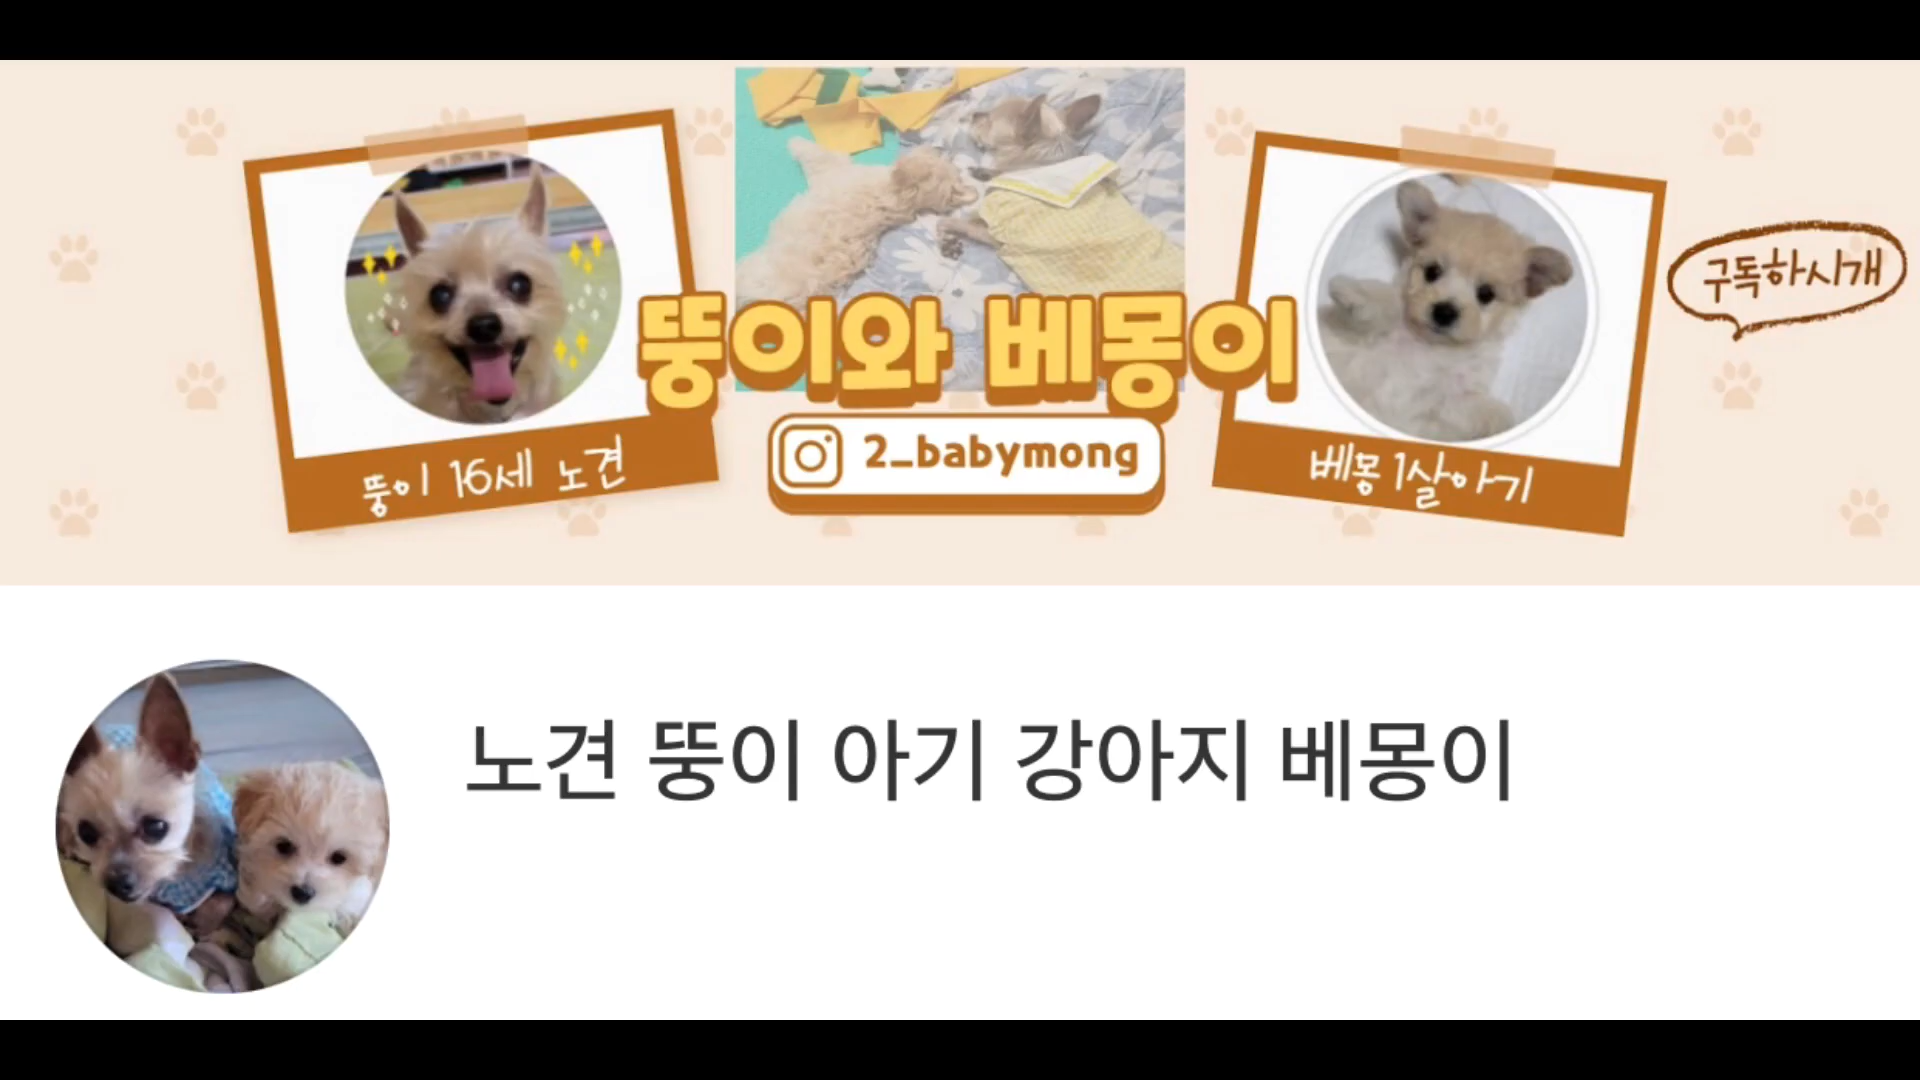 구독하시개
뚱이와 베몽이
2_babymong
뚱이 16세 노견
베몽 1살아기
노견 뚱이 아기 강아지 베몽이